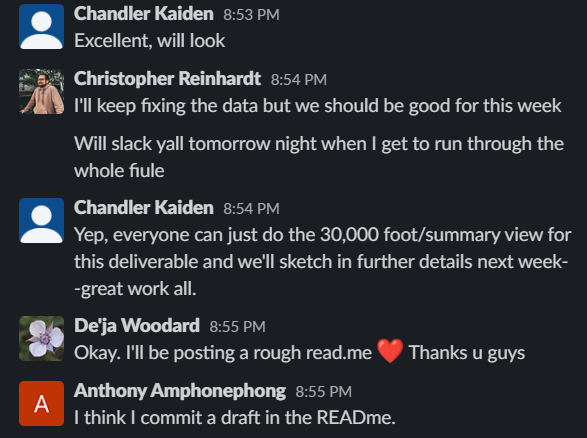 Chandler Kaiden 8:53 PM
Excellent, will look
Christopher Reinhardt 8:54 PM
I'll keep fixing the data but we should be good for this week
Will slack yall tomorrow night when I get to run through the
whole fiule
Chandler Kaiden 8:54 PM
Yep, everyone can just do the 30,000 foot/summary view for
this deliverable and we'll sketch in further details next week-
-great work all.
De'ja Woodard 8:55 PM
Okay. I'll be posting a rough read.me ❤️ Thanks u guys
A
Anthony Amphonephong 8:55 PM
I think I commit a draft in the READme.